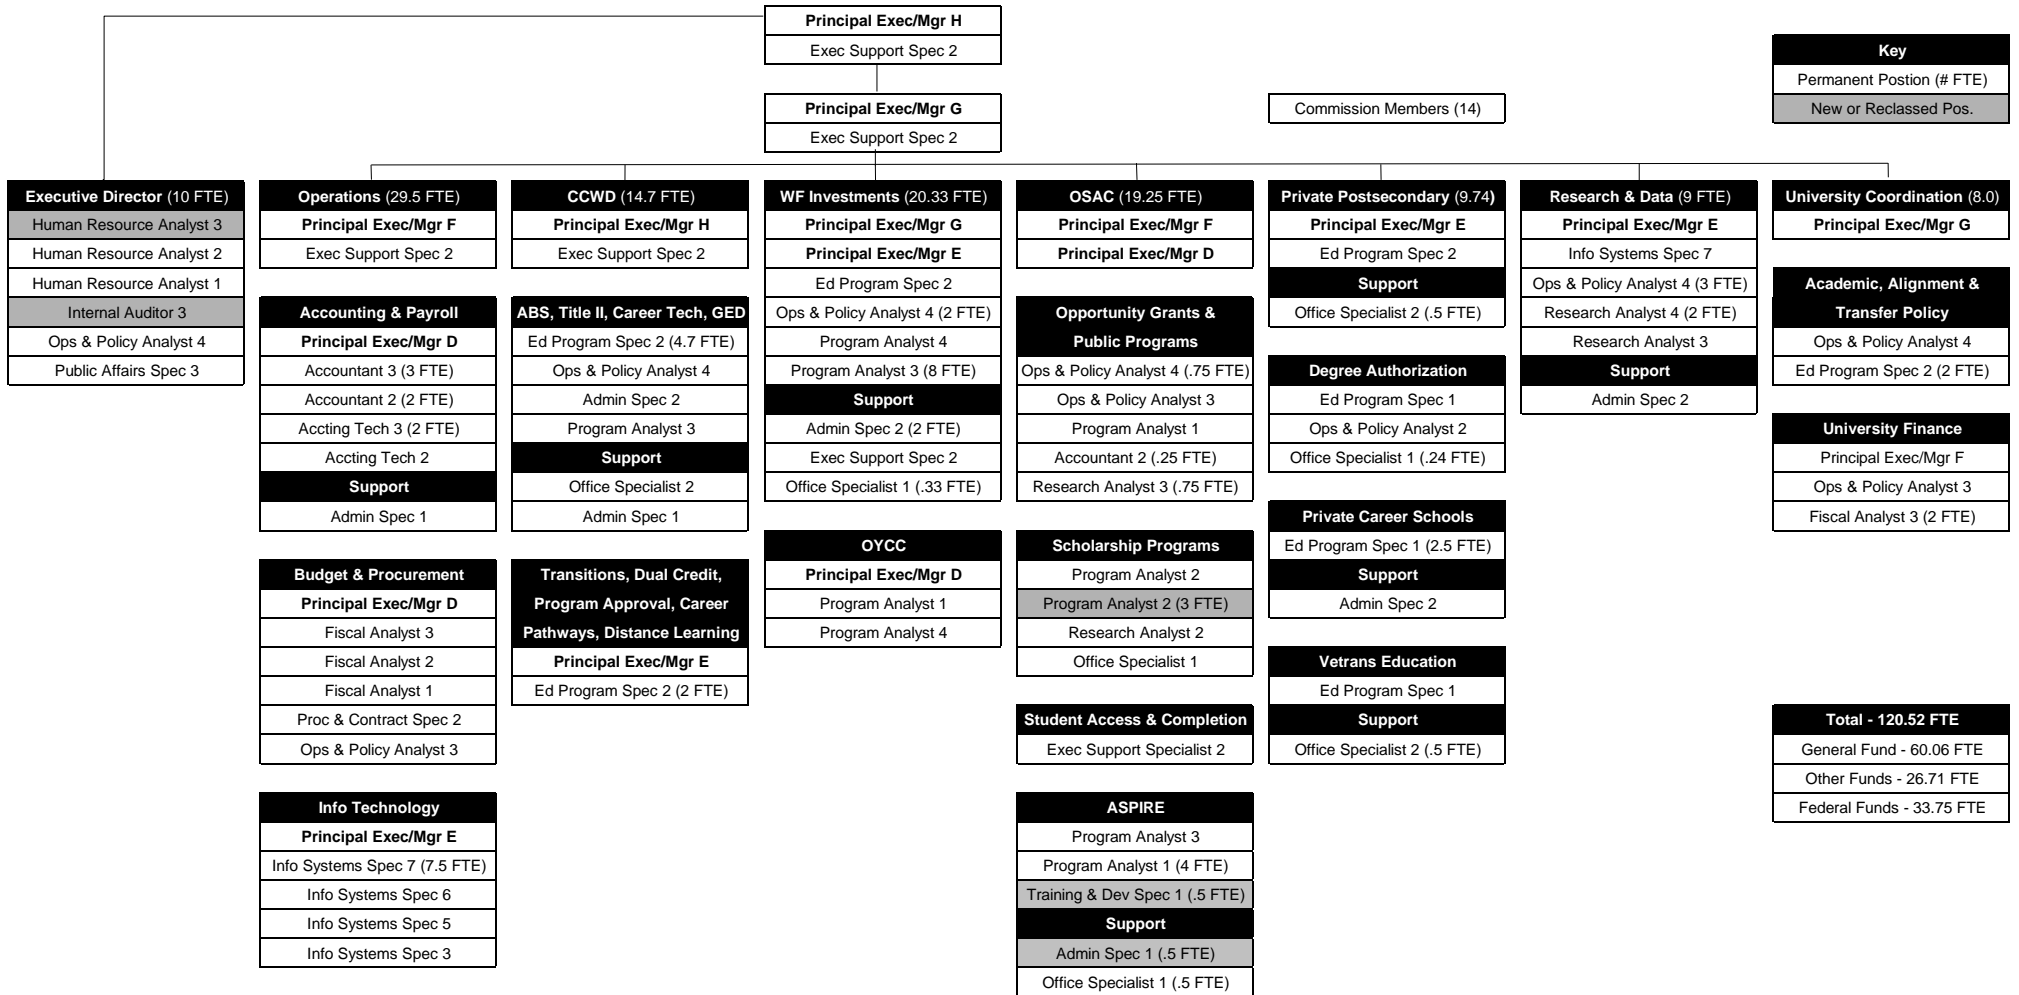 Principal Exec/Mgr H
Exec Support Spec 2
Principal Exec/Mgr G
Exec Support Spec 2
Commission Members (14)
Key
Permanent Postion (# FTE)
New or Reclassed Pos.
Executive Director (10 FTE)
Human Resource Analyst 3
Human Resource Analyst 2
Human Resource Analyst 1
Internal Auditor 3
Ops & Policy Analyst 4
Public Affairs Spec 3
Operations (29.5 FTE)
Principal Exec/Mgr F
Exec Support Spec 2
Accounting & Payroll
Principal Exec/Mgr D
Accountant 3 (3 FTE)
Accountant 2 (2 FTE)
Accting Tech 3 (2 FTE)
Accting Tech 2
Support
Admin Spec 1
Budget & Procurement
Principal Exec/Mgr D
Fiscal Analyst 3
Fiscal Analyst 2
Fiscal Analyst 1
Proc & Contract Spec 2
Ops & Policy Analyst 3
Info Technology
Principal Exec/Mgr E
Info Systems Spec 7 (7.5 FTE)
Info Systems Spec 6
Info Systems Spec 5
Info Systems Spec 3
CCWD (14.7 FTE)
Principal Exec/Mgr H
Exec Support Spec 2
ABS, Title II, Career Tech, GED
Ed Program Spec 2 (4.7 FTE)
Ops & Policy Analyst 4
Admin Spec 2
Program Analyst 3
Support
Office Specialist 2
Admin Spec 1
Transitions, Dual Credit,
Program Approval, Career
Pathways, Distance Learning
Principal Exec/Mgr E
Ed Program Spec 2 (2 FTE)
WF Investments (20.33 FTE)
Principal Exec/Mgr G
Principal Exec/Mgr E
Ed Program Spec 2
Ops & Policy Analyst 4 (2 FTE)
Program Analyst 4
Program Analyst 3 (8 FTE)
Support
Admin Spec 2 (2 FTE)
Exec Support Spec 2
Office Specialist 1 (.33 FTE)
OYCC
Principal Exec/Mgr D
Program Analyst 1
Program Analyst 4
OSAC (19.25 FTE)
Principal Exec/Mgr F
Principal Exec/Mgr D
Opportunity Grants &
Public Programs
Ops & Policy Analyst 4 (.75 FTE)
Ops & Policy Analyst 3
Program Analyst 1
Accountant 2 (.25 FTE)
Research Analyst 3 (.75 FTE)
Scholarship Programs
Program Analyst 2
Program Analyst 2 (3 FTE)
Research Analyst 2
Office Specialist 1
Student Access & Completion
Exec Support Specialist 2
ASPIRE
Program Analyst 3
Program Analyst 1 (4 FTE)
Training & Dev Spec 1 (.5 FTE)
Support
Admin Spec 1 (.5 FTE)
Office Specialist 1 (.5 FTE)
Private Postsecondary (9.74)
Principal Exec/Mgr E
Ed Program Spec 2
Support
Office Specialist 2 (.5 FTE)
Degree Authorization
Ed Program Spec 1
Ops & Policy Analyst 2
Office Specialist 1 (.24 FTE)
Private Career Schools
Ed Program Spec 1 (2.5 FTE)
Support
Admin Spec 2
Vetrans Education
Ed Program Spec 1
Support
Office Specialist 2 (.5 FTE)
Research & Data (9 FTE)
Principal Exec/Mgr E
Info Systems Spec 7
Ops & Policy Analyst 4 (3 FTE)
Research Analyst 4 (2 FTE)
Research Analyst 3
Support
Admin Spec 2
University Coordination (8.0)
Principal Exec/Mgr G
Academic, Alignment &
Transfer Policy
Ops & Policy Analyst 4
Ed Program Spec 2 (2 FTE)
University Finance
Principal Exec/Mgr F
Ops & Policy Analyst 3
Fiscal Analyst 3 (2 FTE)
Total - 120.52 FTE
General Fund - 60.06 FTE
Other Funds - 26.71 FTE
Federal Funds - 33.75 FTE